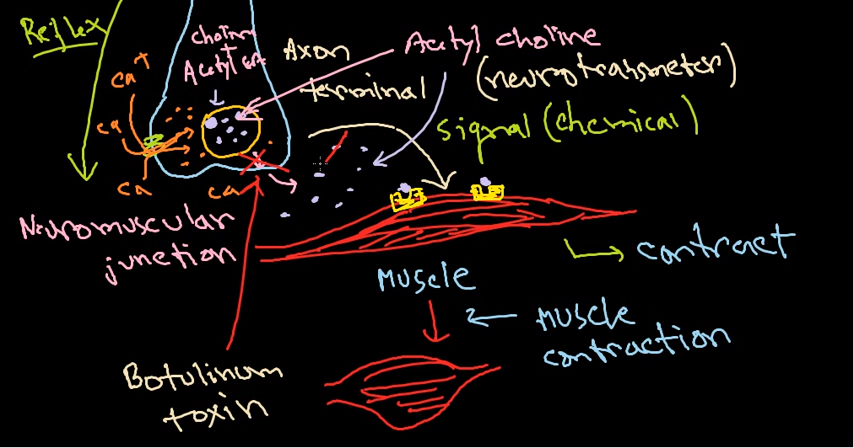 Reflex
choline
+
Acetyl
Axon
terminal
Acetyl choline
(neurotransmeter)
signal (chemical)
ca+
ca
ca
ca
Neuromuscular
junction
contract
Muscle
Muscle
contraction
Botulinum
toxin